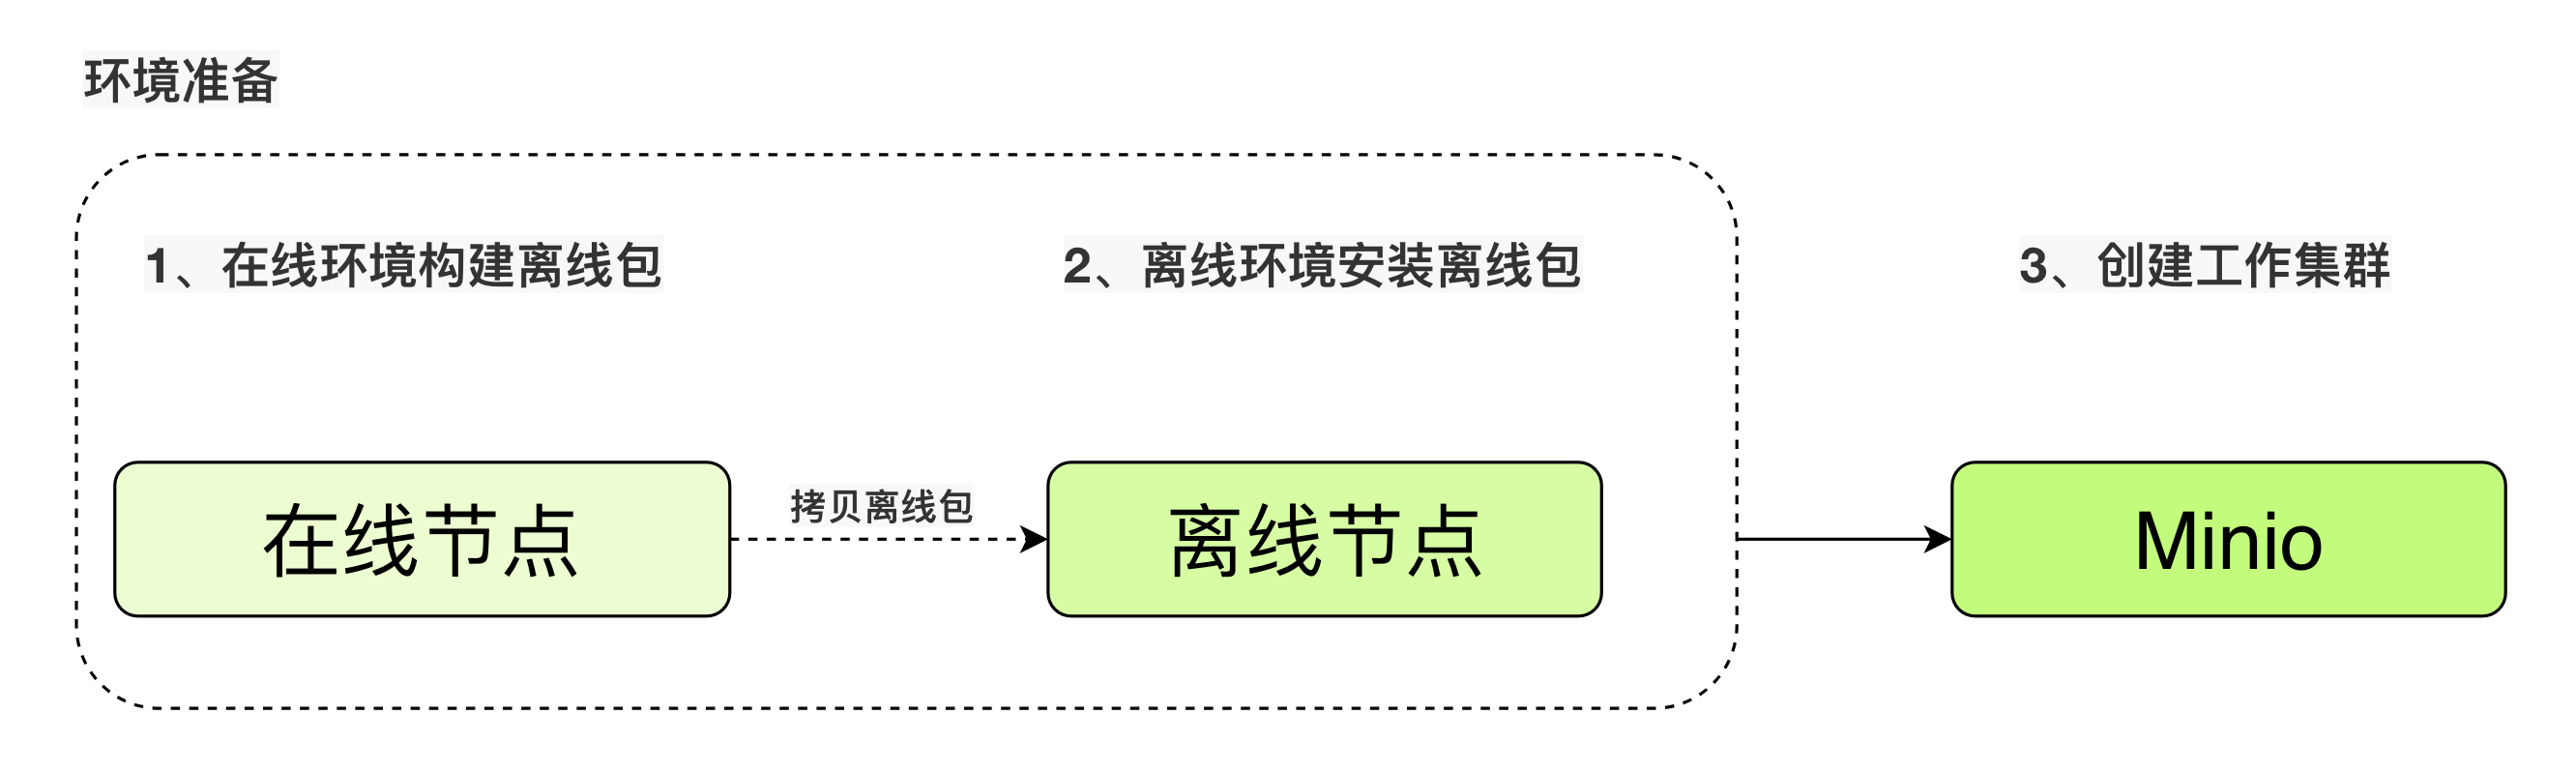 环境准备
1、在线环境构建离线包
2、离线环境安装离线包
3、创建工作集群
在线节点
拷贝离线包
离线节点
Minio